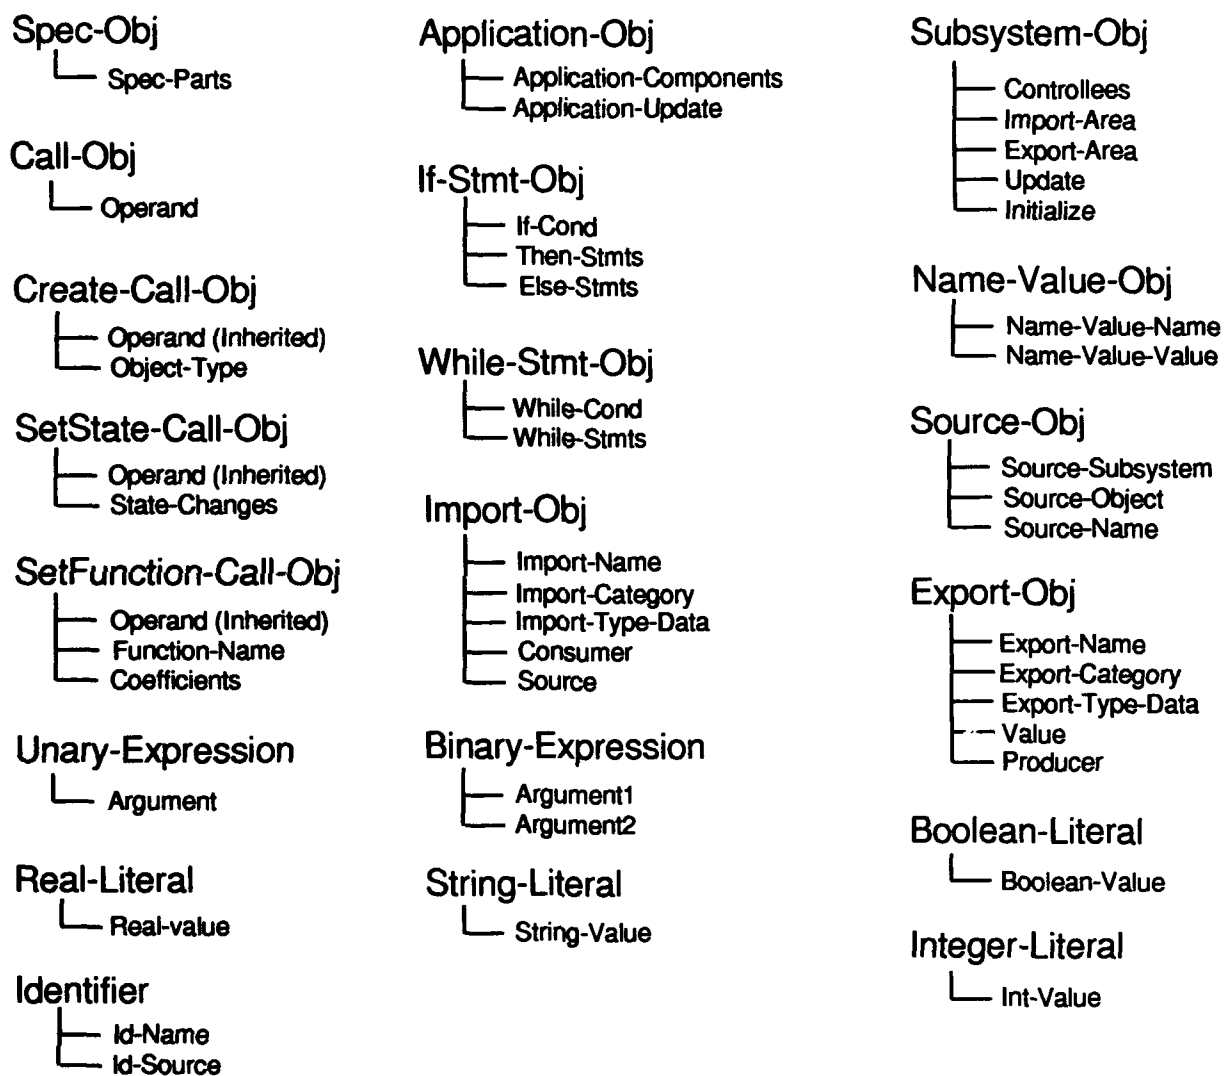 Spec-Obj
Spec-Parts
Call-Obj
Operand
Create-Call-Obj
Operand (Inherited)
Object-Type
SetState-Call-Obj
Operand (Inherited)
State-Changes
SetFunction-Call-Obj
Operand (Inherited)
Function-Name
Coefficients
Unary-Expression
Argument
Real-Literal
Real-value
Identifier
Id-Name
Id-Source
Application-Obj
Application-Components
Application-Update
If-Stmt-Obj
If-Cond
Then-Stmts
Else-Stmts
While-Stmt-Obj
While-Cond
While-Stmts
Import-Obj
Import-Name
Import-Category
Import-Type-Data
Consumer
Source
Binary-Expression
Argument1
Argument2
String-Literal
String-Value
Subsystem-Obj
Controllees
Import-Area
Export-Area
Update
Initialize
Name-Value-Obj
Name-Value-Name
Name-Value-Value
Source-Obj
Source-Subsystem
Source-Object
Source-Name
Export-Obj
Export-Name
Export-Category
Export-Type-Data
Value
Producer
Boolean-Literal
Boolean-Value
Integer-Literal
Int-Value